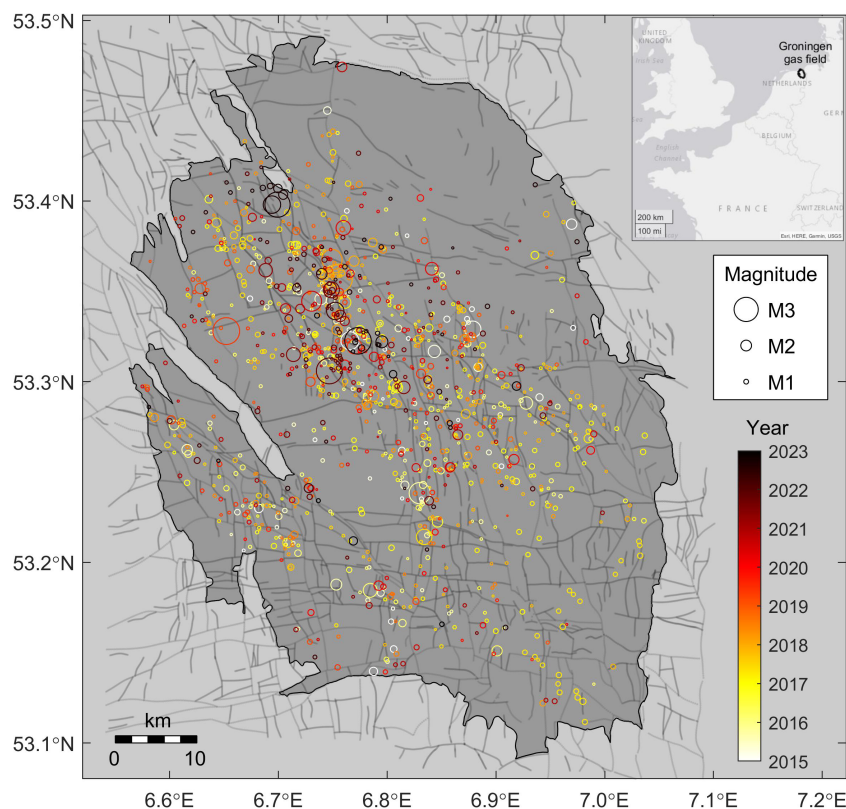 53.5°N
53.4°N
53.3°N
53.2°N
53.1°N
6.6°E
6.7°E
6.8°E
6.9°E
7.0°E
7.1°E
7.2°E
km
0
10
UNITED
KINGDOM
Groningen
gas field
NETHERLANDS
GER
BELGIUM
English
Channel
FRANCE
SWITZERLAND
200 km
100 mi
Esri, HERE, Garmin, USGS
Magnitude
M3
M2
M1
Year
2023
2022
2021
2020
2019
2018
2017
2016
2015